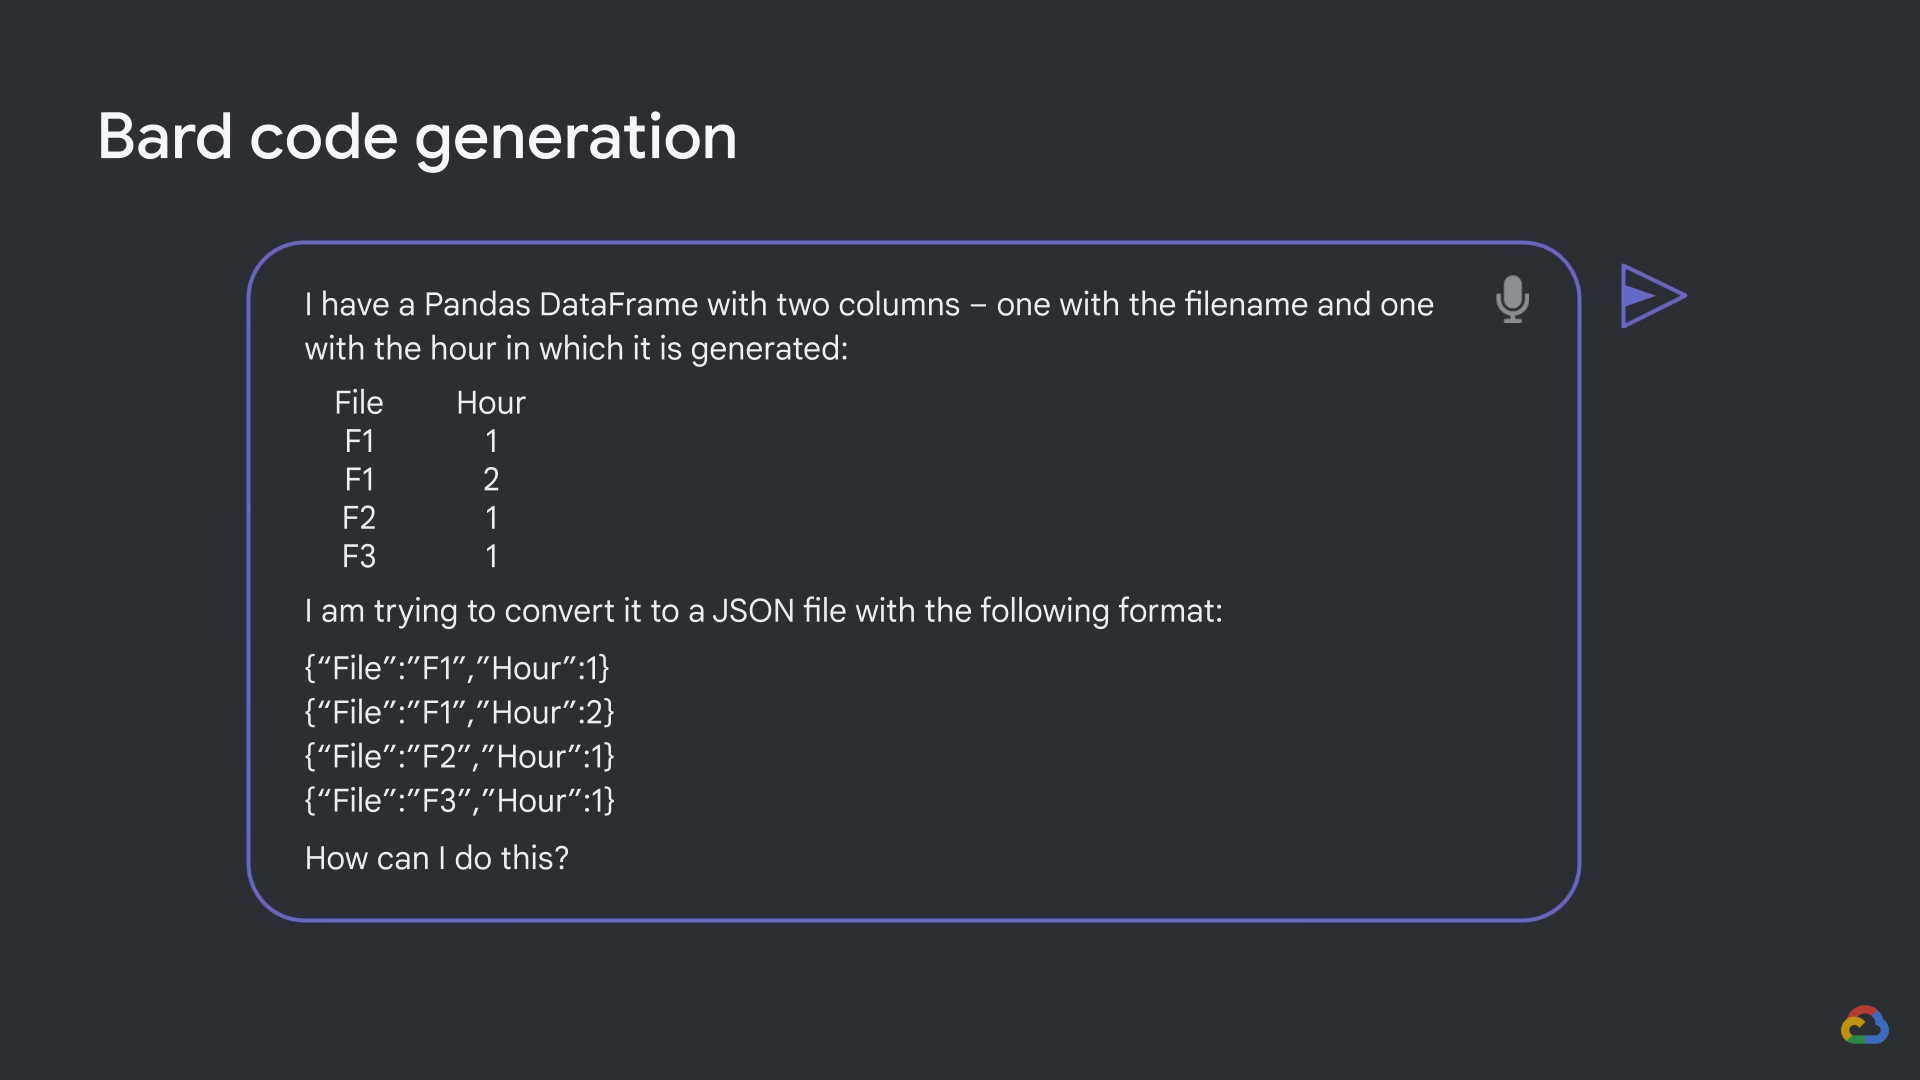 Bard code generation
I have a Pandas DataFrame with two columns – one with the filename and one
with the hour in which it is generated:
File Hour
F1 1
F1 2
F2 1
F3 1
I am trying to convert it to a JSON file with the following format:
{“File”:”F1”,”Hour”:1}
{“File”:”F1”,”Hour”:2}
{“File”:”F2”,”Hour”:1}
{“File”:”F3”,”Hour”:1}
How can I do this?